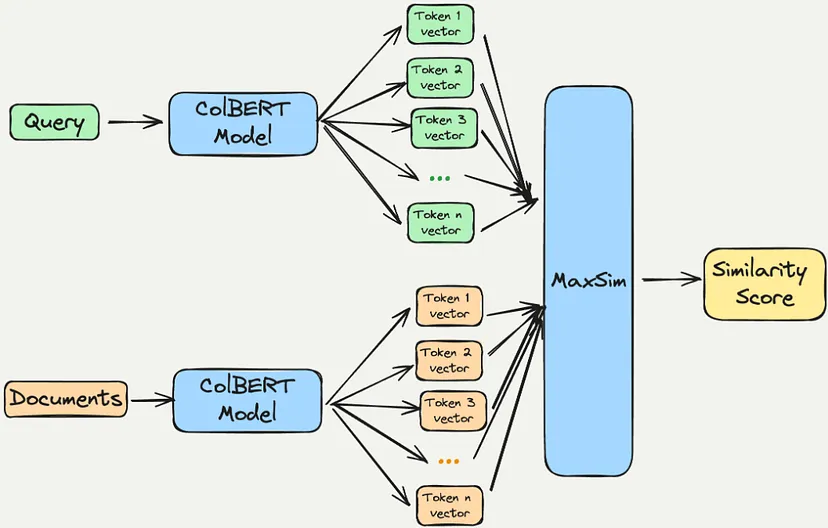 Query
ColBERT
Model
Token 1
vector
Token 2
vector
Token 3
vector
...
Token n
vector
Documents
ColBERT
Model
Token 1
vector
Token 2
vector
Token 3
vector
...
Token n
vector
MaxSim
Similarity
Score